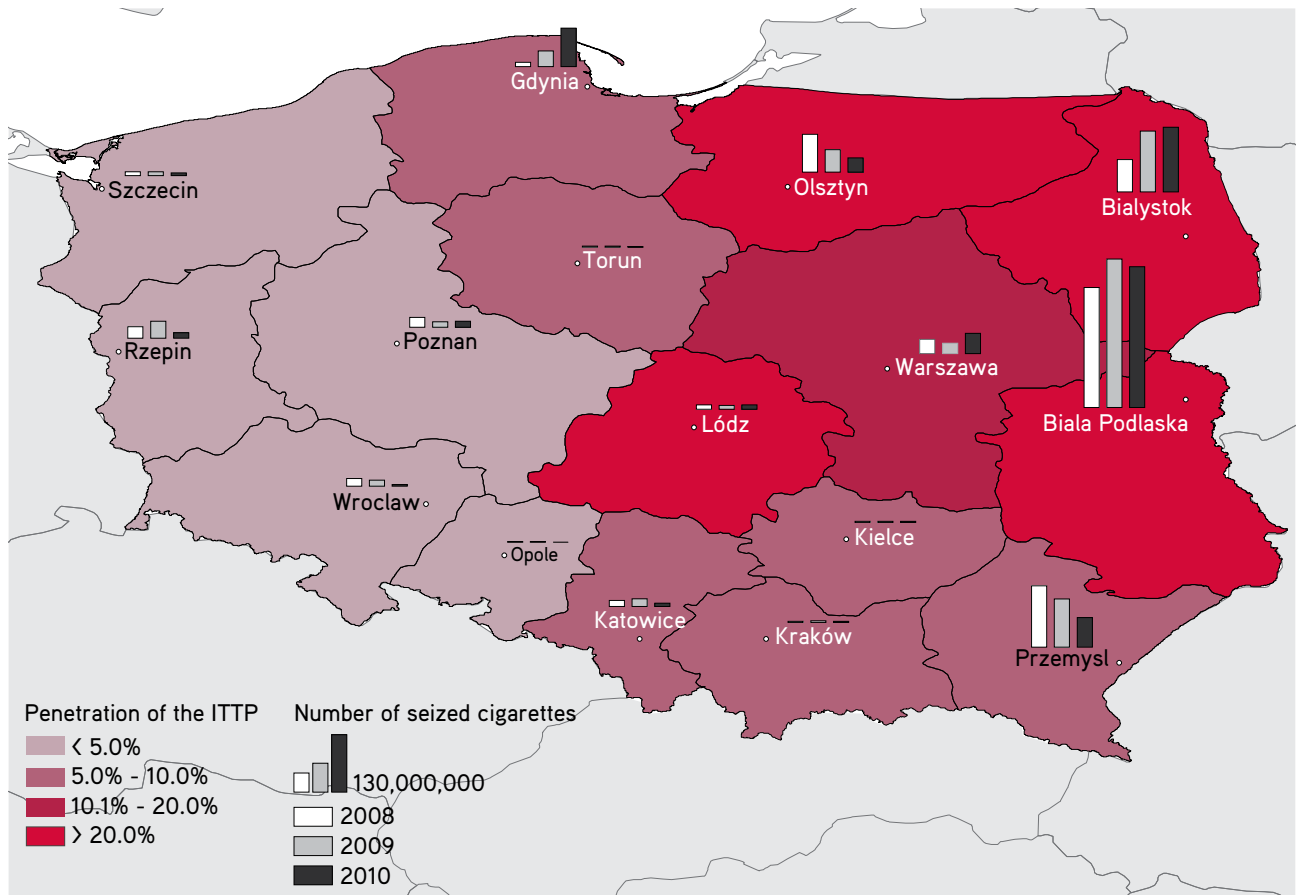 Gdynia
Szczecin
Olsztyn
Bialystok
Torun
Rzepin
Poznan
Warszawa
Lódz
Biala Podlaska
Wroclaw
Opole
Kielce
Katowice
Kraków
Przemysl
Penetration of the ITTP
< 5.0%
5.0% - 10.0%
10.1% - 20.0%
> 20.0%
Number of seized cigarettes
130,000,000
2008
2009
2010